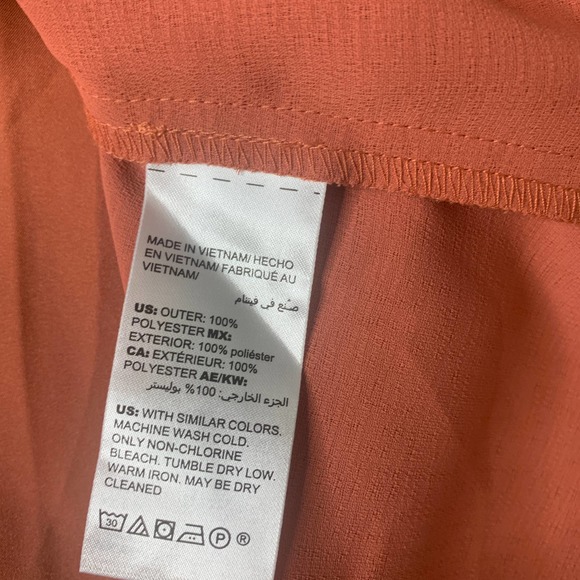 MADE IN VIETNAM/ HECHO
EN VIETNAM/ FABRIQUÉ AU
VIETNAM/
صنع في فيتنام
US: OUTER: 100%
POLYESTER MX:
EXTERIOR: 100% poliéster
CA: EXTÉRIEUR: 100%
POLYESTER AE/KW:
الجزء الخارجي: 100% بوليستر
US: WITH SIMILAR COLORS.
MACHINE WASH COLD.
ONLY NON-CHLORINE
BLEACH. TUMBLE DRY LOW.
WARM IRON. MAY BE DRY
CLEANED
30 P ®